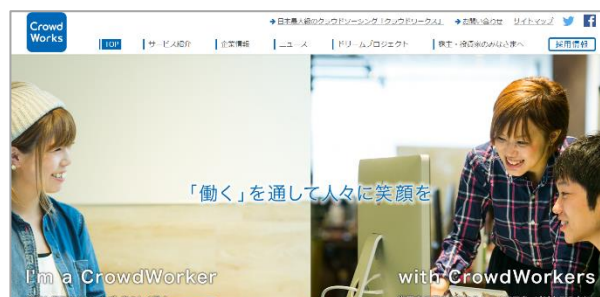 Crowd
Works
日本最大級のクラウドソーシング「クラウドワークス」
お問い合わせ
サイトマップ
TOP
サービス紹介
企業情報
ニュース
ドリームプロジェクト
株主・投資家のみなさまへ
採用情報
「働く」を通して人々に笑顔を
I'm a CrowdWorker
with CrowdWorkers